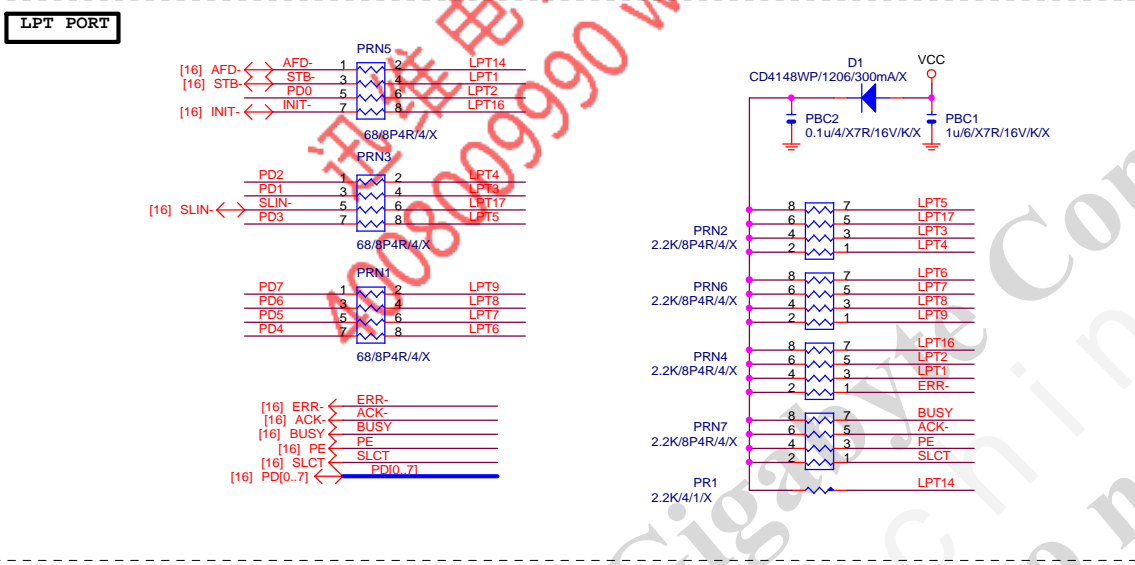 LPT PORT
PRN5
[16] AFD- AFD- 1 2 LPT14
[16] STB- STB- 3 4 LPT1
PD0 5 6 LPT2
[16] INIT- INIT- 7 8 LPT16
68/8P4R/4/X
PRN3
PD2 1 2 LPT4
PD1 3 4 LPT3
[16] SLIN- SLIN- 5 6 LPT17
PD3 7 8 LPT5
68/8P4R/4/X
PRN1
PD7 1 2 LPT9
PD6 3 4 LPT8
PD5 5 6 LPT7
PD4 7 8 LPT6
68/8P4R/4/X
[16] ERR- ERR-
[16] ACK- ACK-
[16] BUSY BUSY
[16] PE PE
[16] SLCT SLCT
[16] PD[0..7] PD[0..7]
D1 VCC
CD4148WP/1206/300mA/X
PBC2
0.1u/4/X7R/16V/K/X
PBC1
1u/6/X7R/16V/K/X
8 7 LPT5
6 5 LPT17
PRN2 4 3 LPT3
2.2K/8P4R/4/X 2 1 LPT4
8 7 LPT6
PRN6 6 5 LPT7
2.2K/8P4R/4/X 4 3 LPT8
2 1 LPT9
8 7 LPT16
PRN4 6 5 LPT2
2.2K/8P4R/4/X 4 3 LPT1
2 1 ERR-
8 7 BUSY
PRN7 6 5 ACK-
2.2K/8P4R/4/X 4 3 PE
2 1 SLCT
PR1 LPT14
2.2K/4/1/X
迅维
4008009990
Gigabyte Con
chin